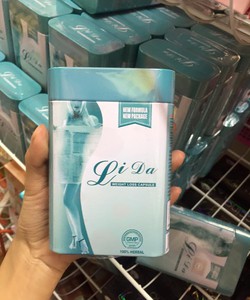 NEW FORMULA
NEW PACKAGE
Li Da
WEIGHT LOSS CAPSULE
GMP
100% HERBAL